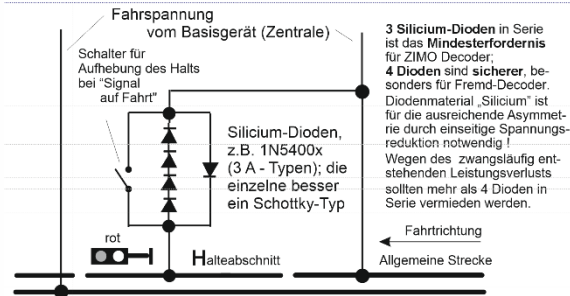 Fahrspannung
vom Basisgerät (Zentrale)
Schalter für
Aufhebung des Halts
bei "Signal
auf Fahrt"
Silicium-Dioden,
z.B. 1N5400x
(3 A - Typen); die
einzelne besser
ein Schottky-Typ
3 Silicium-Dioden in Serie
ist das Mindesterfordernis
für ZIMO Decoder;
4 Dioden sind sicherer, be-
sonders für Fremd-Decoder.
Diodenmaterial „Silicium" ist
für die ausreichende Asymmet-
rie durch einseitige Spannungs-
reduktion notwendig !
Wegen des zwangsläufig ent-
stehenden Leistungsverlusts
sollten mehr als 4 Dioden in
Serie vermieden werden.
Fahrtrichtung
rot
Halteabschnitt
Allgemeine Strecke